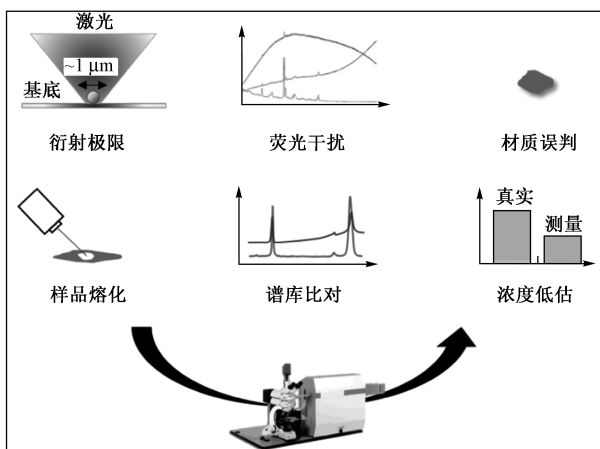 激光
~1 μm
基底
衍射极限
荧光干扰
材质误判
样品熔化
谱库比对
真实
测量
浓度低估